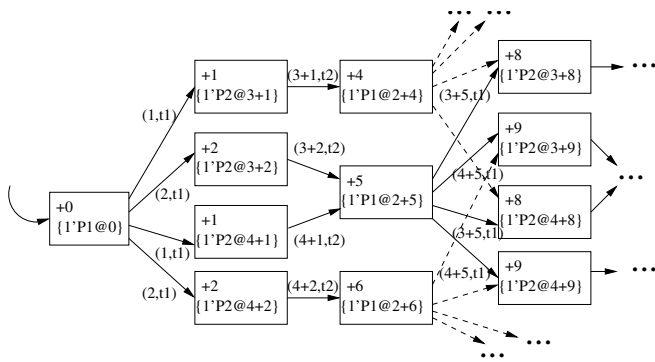 ... ...
+1
{1'P2@3+1}
(3+1,t2)
+4
{1'P1@2+4}
+8
{1'P2@3+8}
...
(1,t1)
(3+5,t1)
+2
{1'P2@3+2}
(3+2,t2)
+9
{1'P2@3+9}
(2,t1)
(4+5,t1)
+5
{1'P1@2+5}
...
+0
{1'P1@0}
+1
{1'P2@4+1}
(4+1,t2)
+8
{1'P2@4+8}
(1,t1)
(3+5,t1)
+2
{1'P2@4+2}
(4+2,t2)
+6
{1'P1@2+6}
(4+5,t1)
+9
{1'P2@4+9}
...
(2,t1)
...
...